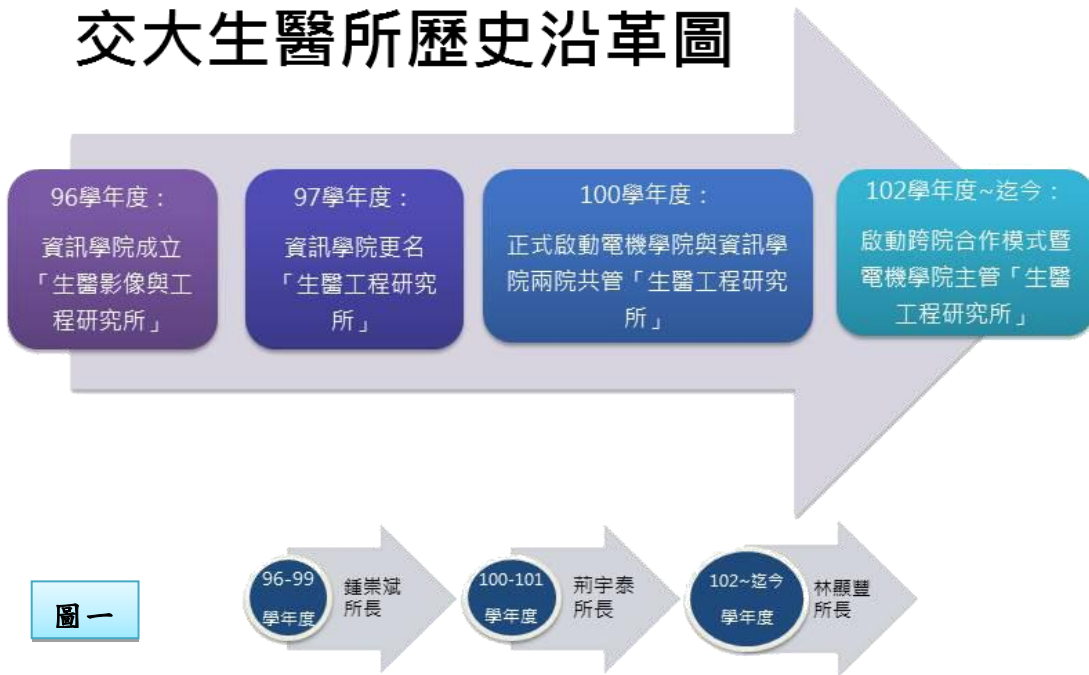 交大生醫所歷史沿革圖
96學年度：
資訊學院成立
「生醫影像與工
程研究所」
97學年度：
資訊學院更名
「生醫工程研究
所」
100學年度：
正式啟動電機學院與資訊學
院兩院共管「生醫工程研究
所」
102學年度~迄今：
啟動跨院合作模式暨
電機學院主管「生醫
工程研究所」
96-99
學年度
鍾崇斌
所長
100-101
學年度
荊宇泰
所長
102~迄今
學年度
林顯豐
所長
圖一